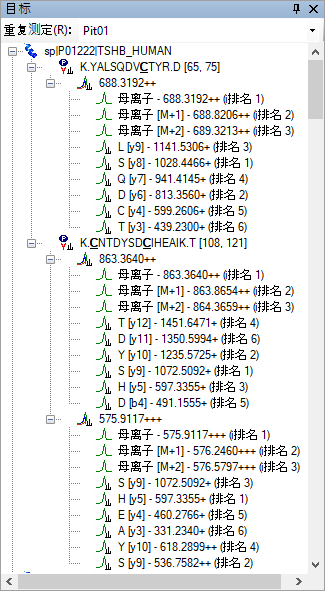 目标
重复测定(R): Pit01
sp|P01222|TSHB_HUMAN
K.YALSQDVCTYR.D [65, 75]
688.3192++
母离子 - 688.3192++ (排名 1)
母离子 [M+1] - 688.8206++ (排名 2)
母离子 [M+2] - 689.3213++ (排名 3)
L [y9] - 1141.5306+ (排名 3)
S [y8] - 1028.4466+ (排名 1)
Q [y7] - 941.4145+ (排名 4)
D [y6] - 813.3560+ (排名 2)
C [y4] - 599.2606+ (排名 5)
T [y3] - 439.2300+ (排名 6)
K.CNTDYSDCIHEAIK.T [108, 121]
863.3640++
母离子 - 863.3640++ (排名 1)
母离子 [M+1] - 863.8654++ (排名 2)
母离子 [M+2] - 864.3659++ (排名 3)
T [y12] - 1451.6471+ (排名 4)
D [y11] - 1350.5994+ (排名 6)
Y [y10] - 1235.5725+ (排名 2)
S [y9] - 1072.5092+ (排名 1)
H [y5] - 597.3355+ (排名 3)
D [b4] - 491.1555+ (排名 5)
575.9117+++
母离子 - 575.9117+++ (排名 1)
母离子 [M+1] - 576.2460+++ (排名 2)
母离子 [M+2] - 576.5797+++ (排名 3)
S [y9] - 1072.5092+ (排名 3)
H [y5] - 597.3355+ (排名 1)
E [y4] - 460.2766+ (排名 5)
A [y3] - 331.2340+ (排名 6)
Y [y10] - 618.2899++ (排名 4)
S [y9] - 536.7582++ (排名 2)